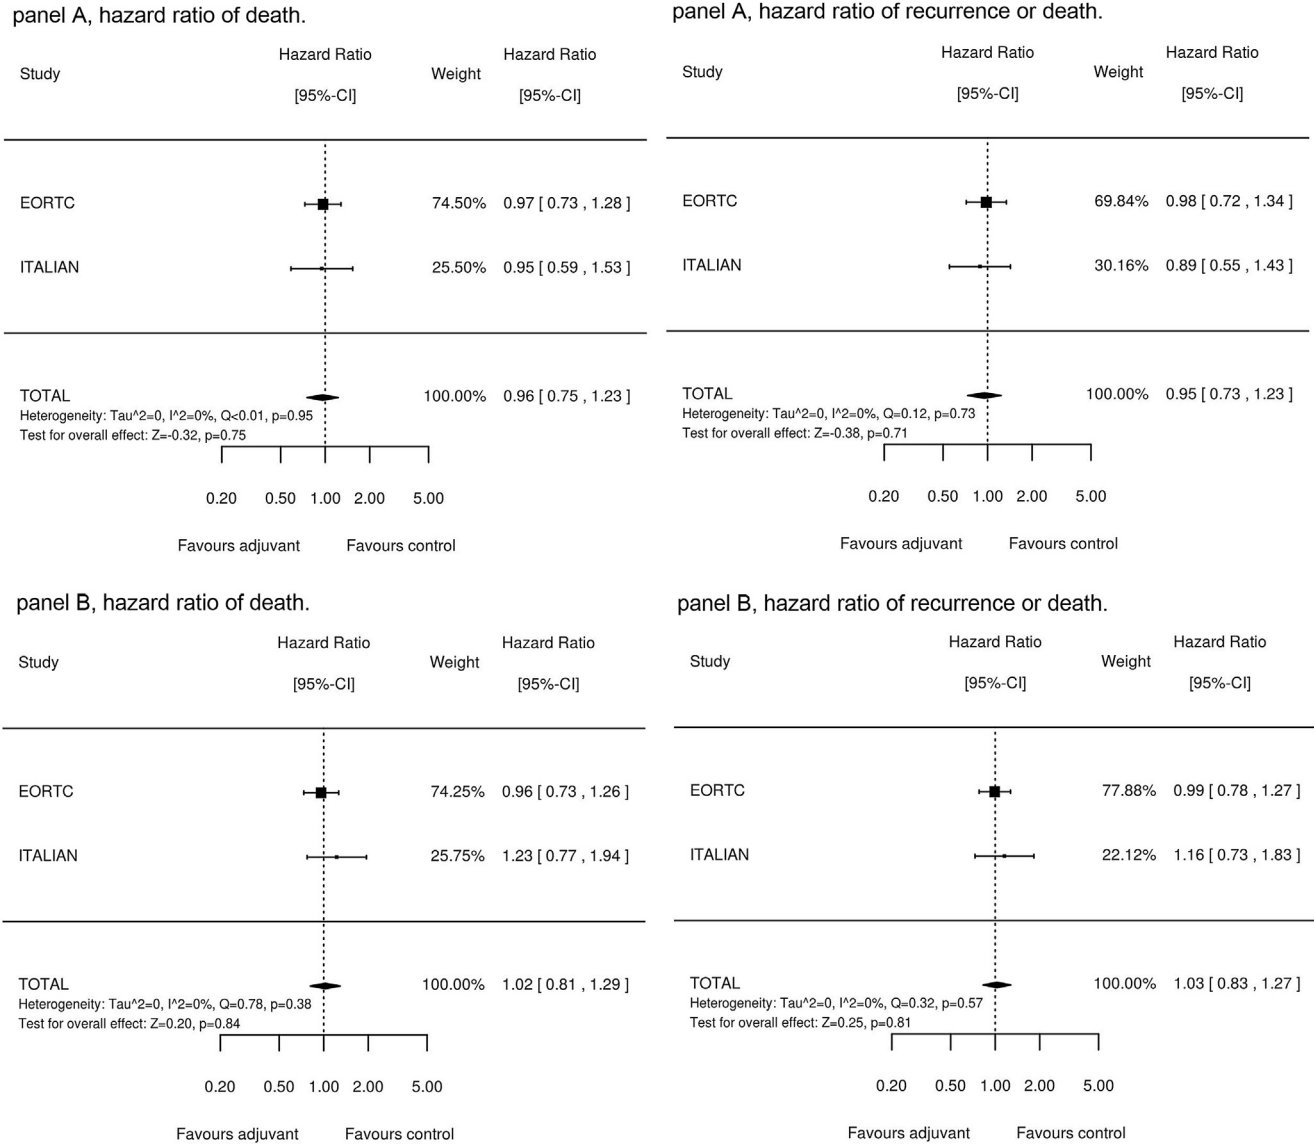 panel A, hazard ratio of death.
Hazard Ratio Hazard Ratio
Study Weight
[95%-CI] [95%-CI]
EORTC 74.50% 0.97 [ 0.73 , 1.28 ]
ITALIAN 25.50% 0.95 [ 0.59 , 1.53 ]
TOTAL 100.00% 0.96 [ 0.75 , 1.23 ]
Heterogeneity: Tau^2=0, I^2=0%, Q<0.01, p=0.95
Test for overall effect: Z=-0.32, p=0.75
0.20 0.50 1.00 2.00 5.00
Favours adjuvant Favours control
panel A, hazard ratio of recurrence or death.
Hazard Ratio Hazard Ratio
Study Weight
[95%-CI] [95%-CI]
EORTC 69.84% 0.98 [ 0.72 , 1.34 ]
ITALIAN 30.16% 0.89 [ 0.55 , 1.43 ]
TOTAL 100.00% 0.95 [ 0.73 , 1.23 ]
Heterogeneity: Tau^2=0, I^2=0%, Q=0.12, p=0.73
Test for overall effect: Z=-0.38, p=0.71
0.20 0.50 1.00 2.00 5.00
Favours adjuvant Favours control
panel B, hazard ratio of death.
Hazard Ratio Hazard Ratio
Study Weight
[95%-CI] [95%-CI]
EORTC 74.25% 0.96 [ 0.73 , 1.26 ]
ITALIAN 25.75% 1.23 [ 0.77 , 1.94 ]
TOTAL 100.00% 1.02 [ 0.81 , 1.29 ]
Heterogeneity: Tau^2=0, I^2=0%, Q=0.78, p=0.38
Test for overall effect: Z=0.20, p=0.84
0.20 0.50 1.00 2.00 5.00
Favours adjuvant Favours control
panel B, hazard ratio of recurrence or death.
Hazard Ratio Hazard Ratio
Study Weight
[95%-CI] [95%-CI]
EORTC 77.88% 0.99 [ 0.78 , 1.27 ]
ITALIAN 22.12% 1.16 [ 0.73 , 1.83 ]
TOTAL 100.00% 1.03 [ 0.83 , 1.27 ]
Heterogeneity: Tau^2=0, I^2=0%, Q=0.32, p=0.57
Test for overall effect: Z=0.25, p=0.81
0.20 0.50 1.00 2.00 5.00
Favours adjuvant Favours control